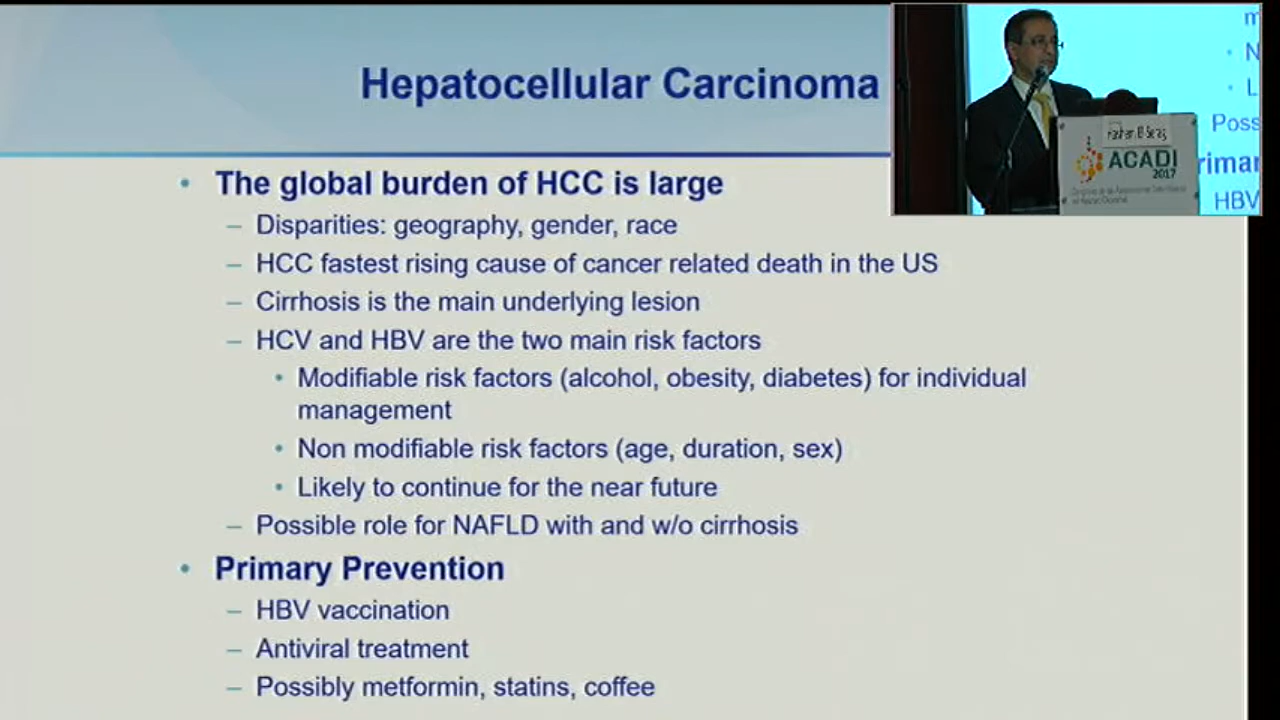 Hepatocellular Carcinoma
• The global burden of HCC is large
– Disparities: geography, gender, race
– HCC fastest rising cause of cancer related death in the US
– Cirrhosis is the main underlying lesion
– HCV and HBV are the two main risk factors
• Modifiable risk factors (alcohol, obesity, diabetes) for individual
management
• Non modifiable risk factors (age, duration, sex)
• Likely to continue for the near future
– Possible role for NAFLD with and w/o cirrhosis
• Primary Prevention
– HBV vaccination
– Antiviral treatment
– Possibly metformin, statins, coffee
ACADI
2017
• N
• L
Poss
rimar
HBV